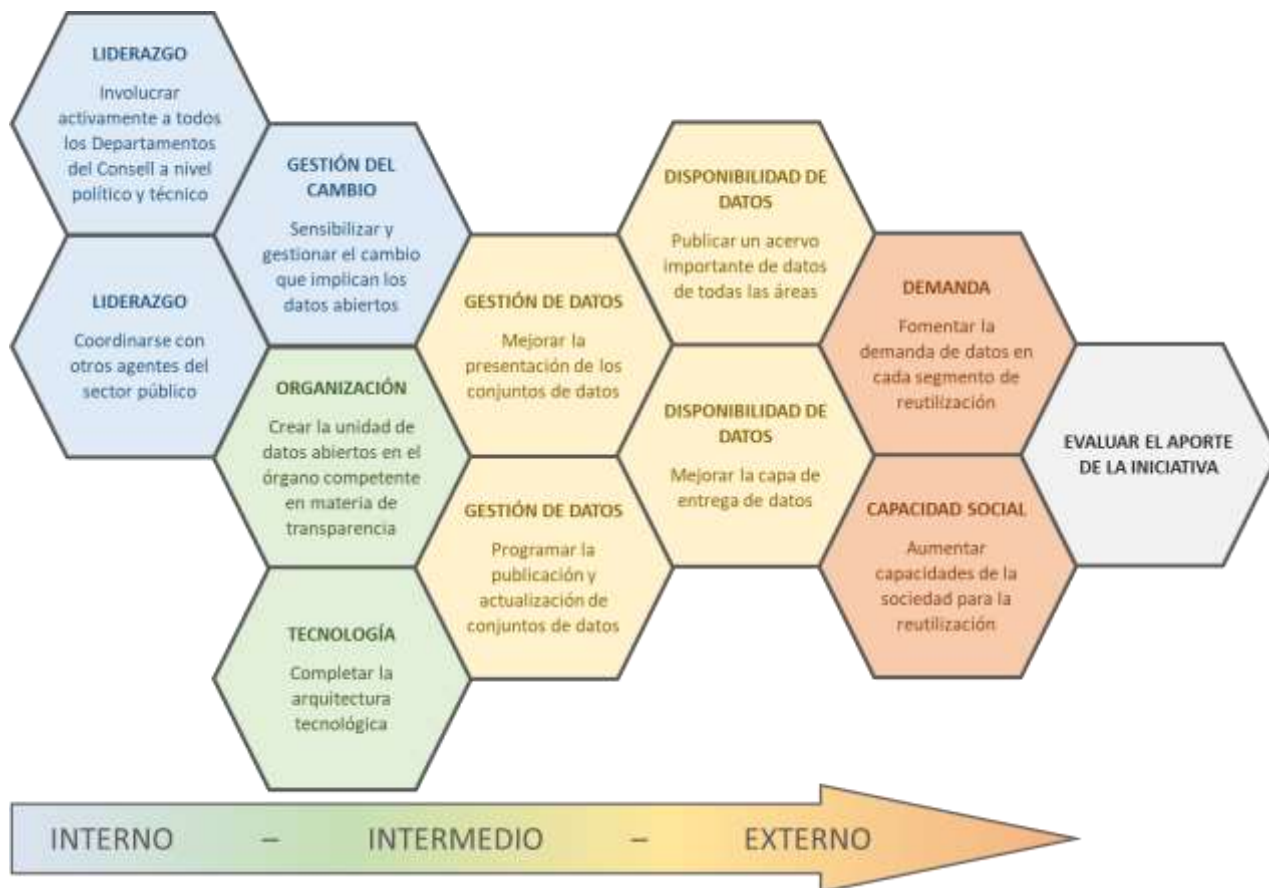 LIDERAZGO
Involucrar
activamente a todos
los Departamentos
del Consell a nivel
político y técnico
LIDERAZGO
Coordinarse con
otros agentes del
sector público
GESTIÓN DEL
CAMBIO
Sensibilizar y
gestionar el cambio
que implican los
datos abiertos
ORGANIZACIÓN
Crear la unidad de
datos abiertos en el
órgano competente
en materia de
transparencia
TECNOLOGÍA
Completar la
arquitectura
tecnológica
GESTIÓN DE DATOS
Mejorar la
presentación de los
conjuntos de datos
GESTIÓN DE DATOS
Programar la
publicación y
actualización de
conjuntos de datos
DISPONIBILIDAD DE
DATOS
Publicar un acervo
importante de datos
de todas las áreas
DISPONIBILIDAD DE
DATOS
Mejorar la capa de
entrega de datos
DEMANDA
Fomentar la
demanda de datos en
cada segmento de
reutilización
CAPACIDAD SOCIAL
Aumentar
capacidades de la
sociedad para la
reutilización
EVALUAR EL APORTE
DE LA INICIATIVA
INTERNO – INTERMEDIO – EXTERNO